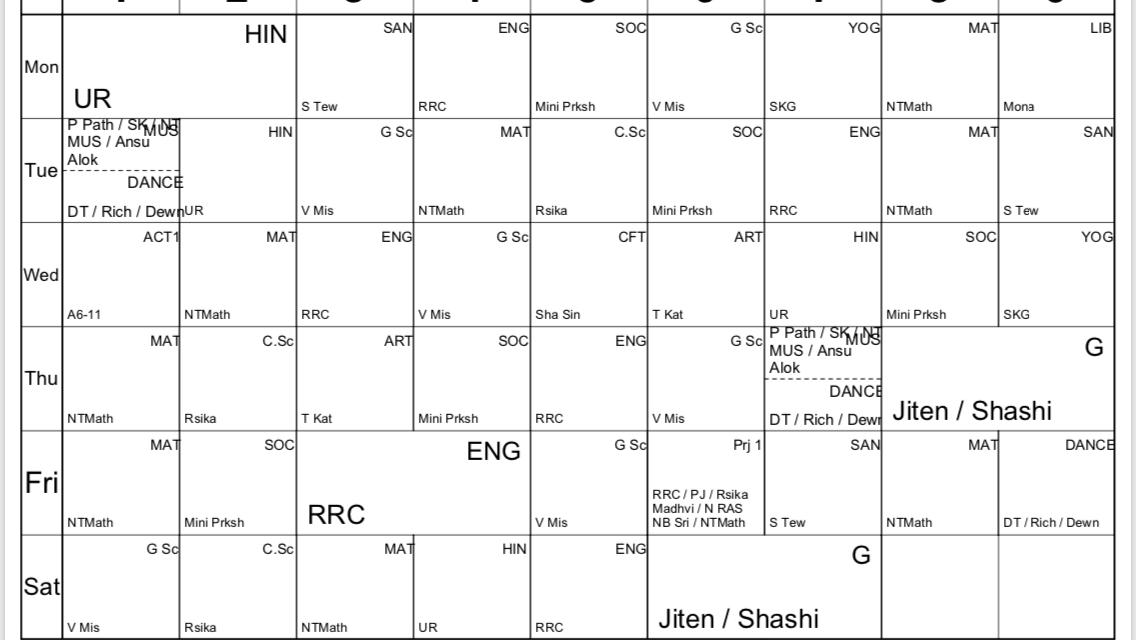 Mon
HIN
UR
SAN
S Tew
ENG
RRC
SOC
Mini Prksh
G Sc
V Mis
YOG
SKG
MAT
NTMath
LIB
Mona
Tue
P Path / SK / NT
MUS
MUS / Ansu
Alok
DANCE
DT / Rich / Dewn
HIN
UR
G Sc
V Mis
MAT
NTMath
C.Sc
Rsika
SOC
Mini Prksh
ENG
RRC
MAT
NTMath
SAN
S Tew
Wed
ACT1
A6-11
MAT
NTMath
ENG
RRC
G Sc
V Mis
CFT
Sha Sin
ART
T Kat
HIN
UR
SOC
Mini Prksh
YOG
SKG
Thu
MAT
NTMath
C.Sc
Rsika
ART
T Kat
SOC
Mini Prksh
ENG
RRC
G Sc
V Mis
P Path / SK / NT
MUS
MUS / Ansu
Alok
DANCE
DT / Rich / Dewn
G
Jiten / Shashi
Fri
MAT
NTMath
SOC
Mini Prksh
ENG
RRC
G Sc
V Mis
Prj 1
RRC / PJ / Rsika
Madhvi / N RAS
NB Sri / NTMath
SAN
S Tew
MAT
NTMath
DANCE
DT / Rich / Dewn
Sat
G Sc
V Mis
C.Sc
Rsika
MAT
NTMath
HIN
UR
ENG
RRC
G
Jiten / Shashi